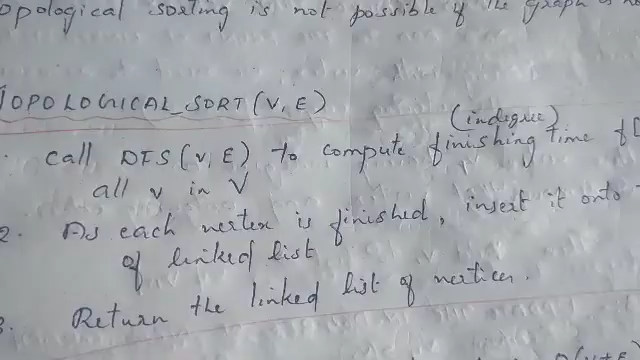 opological sorting is not possible if the graph is no
TOPOLOGICAL_SORT(V, E)
(indegree)
call DFS(V, E) to compute finishing time f[
all v in V
2. As each vertex is finished, insert it onto
of linked list
3. Return the linked list of vertices.